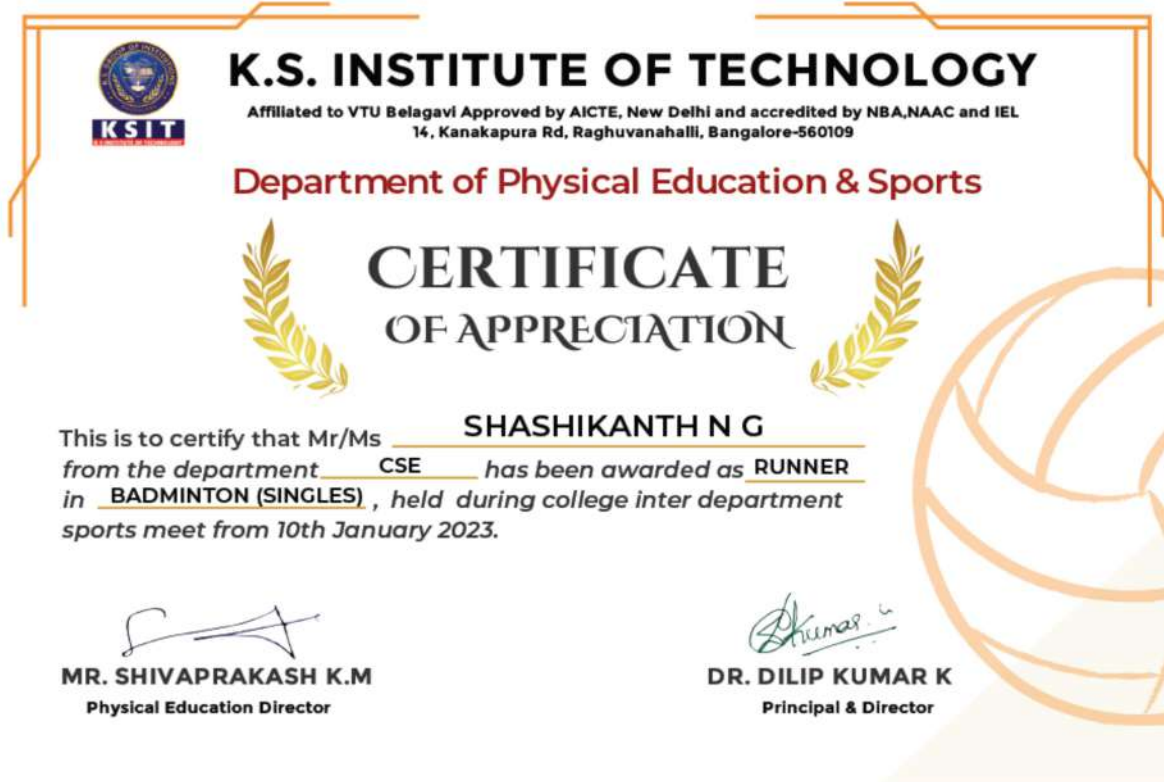 K.S. INSTITUTE OF TECHNOLOGY
Affiliated to VTU Belagavi Approved by AICTE, New Delhi and accredited by NBA,NAAC and IEL
14, Kanakapura Rd, Raghuvanahalli, Bangalore-560109
KSIT
K.S INSTITUTE OF TECHNOLOGY
Department of Physical Education & Sports
CERTIFICATE
OF APPRECIATION
This is to certify that Mr/Ms SHASHIKANTH N G
from the department CSE has been awarded as RUNNER
in BADMINTON (SINGLES) , held during college inter department
sports meet from 10th January 2023.
MR. SHIVAPRAKASH K.M
Physical Education Director
DR. DILIP KUMAR K
Principal & Director